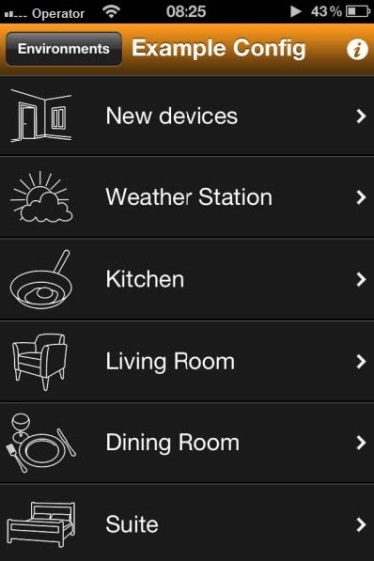 Operator 08:25 43%
Environments Example Config
New devices
Weather Station
Kitchen
Living Room
Dining Room
Suite